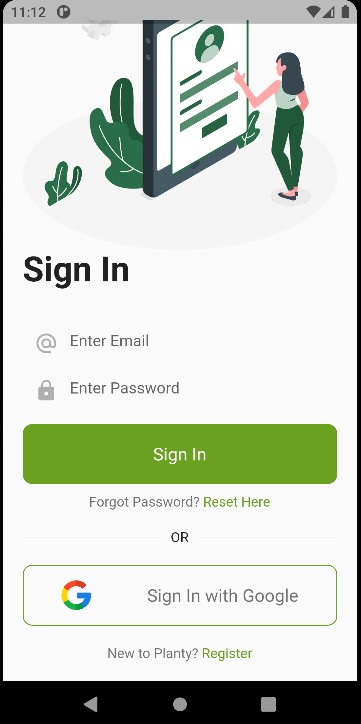 11:12
Sign In
Enter Email
Enter Password
Sign In
Forgot Password? Reset Here
OR
Sign In with Google
New to Planty? Register